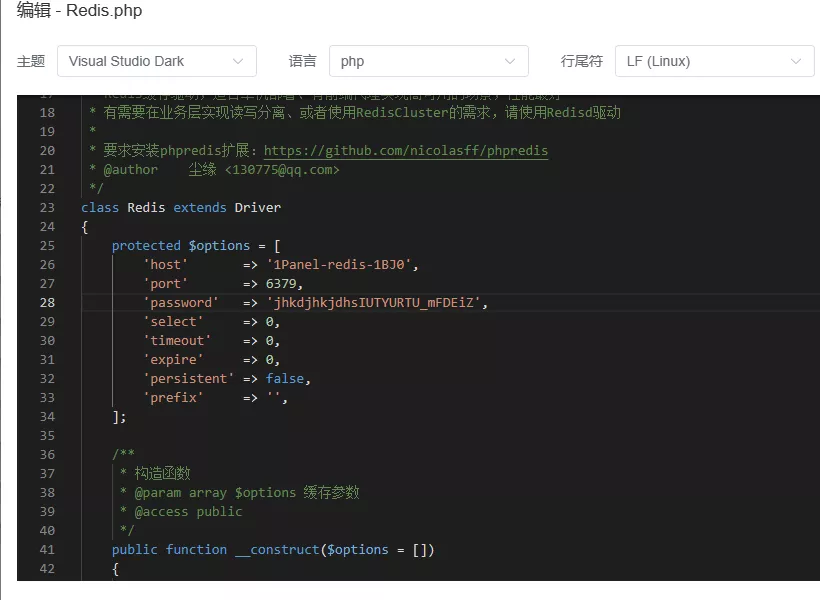 编辑 - Redis.php
主题 Visual Studio Dark 语言 php 行尾符 LF (Linux)
18 * 有需要在业务层实现读写分离、或者使用RedisCluster的需求，请使用Redisd驱动
19 *
20 * 要求安装phpredis扩展：https://github.com/nicolasff/phpredis
21 * @author    尘缘 <130775@qq.com>
22 */
23 class Redis extends Driver
24 {
25     protected $options = [
26         'host'       => '1Panel-redis-1BJ0',
27         'port'       => 6379,
28         'password'   => 'jhkdjhkjdhsIUTYURTU_mFDEiZ',
29         'select'     => 0,
30         'timeout'    => 0,
31         'expire'     => 0,
32         'persistent' => false,
33         'prefix'     => '',
34     ];
35
36     /**
37      * 构造函数
38      * @param array $options 缓存参数
39      * @access public
40      */
41     public function __construct($options = [])
42     {